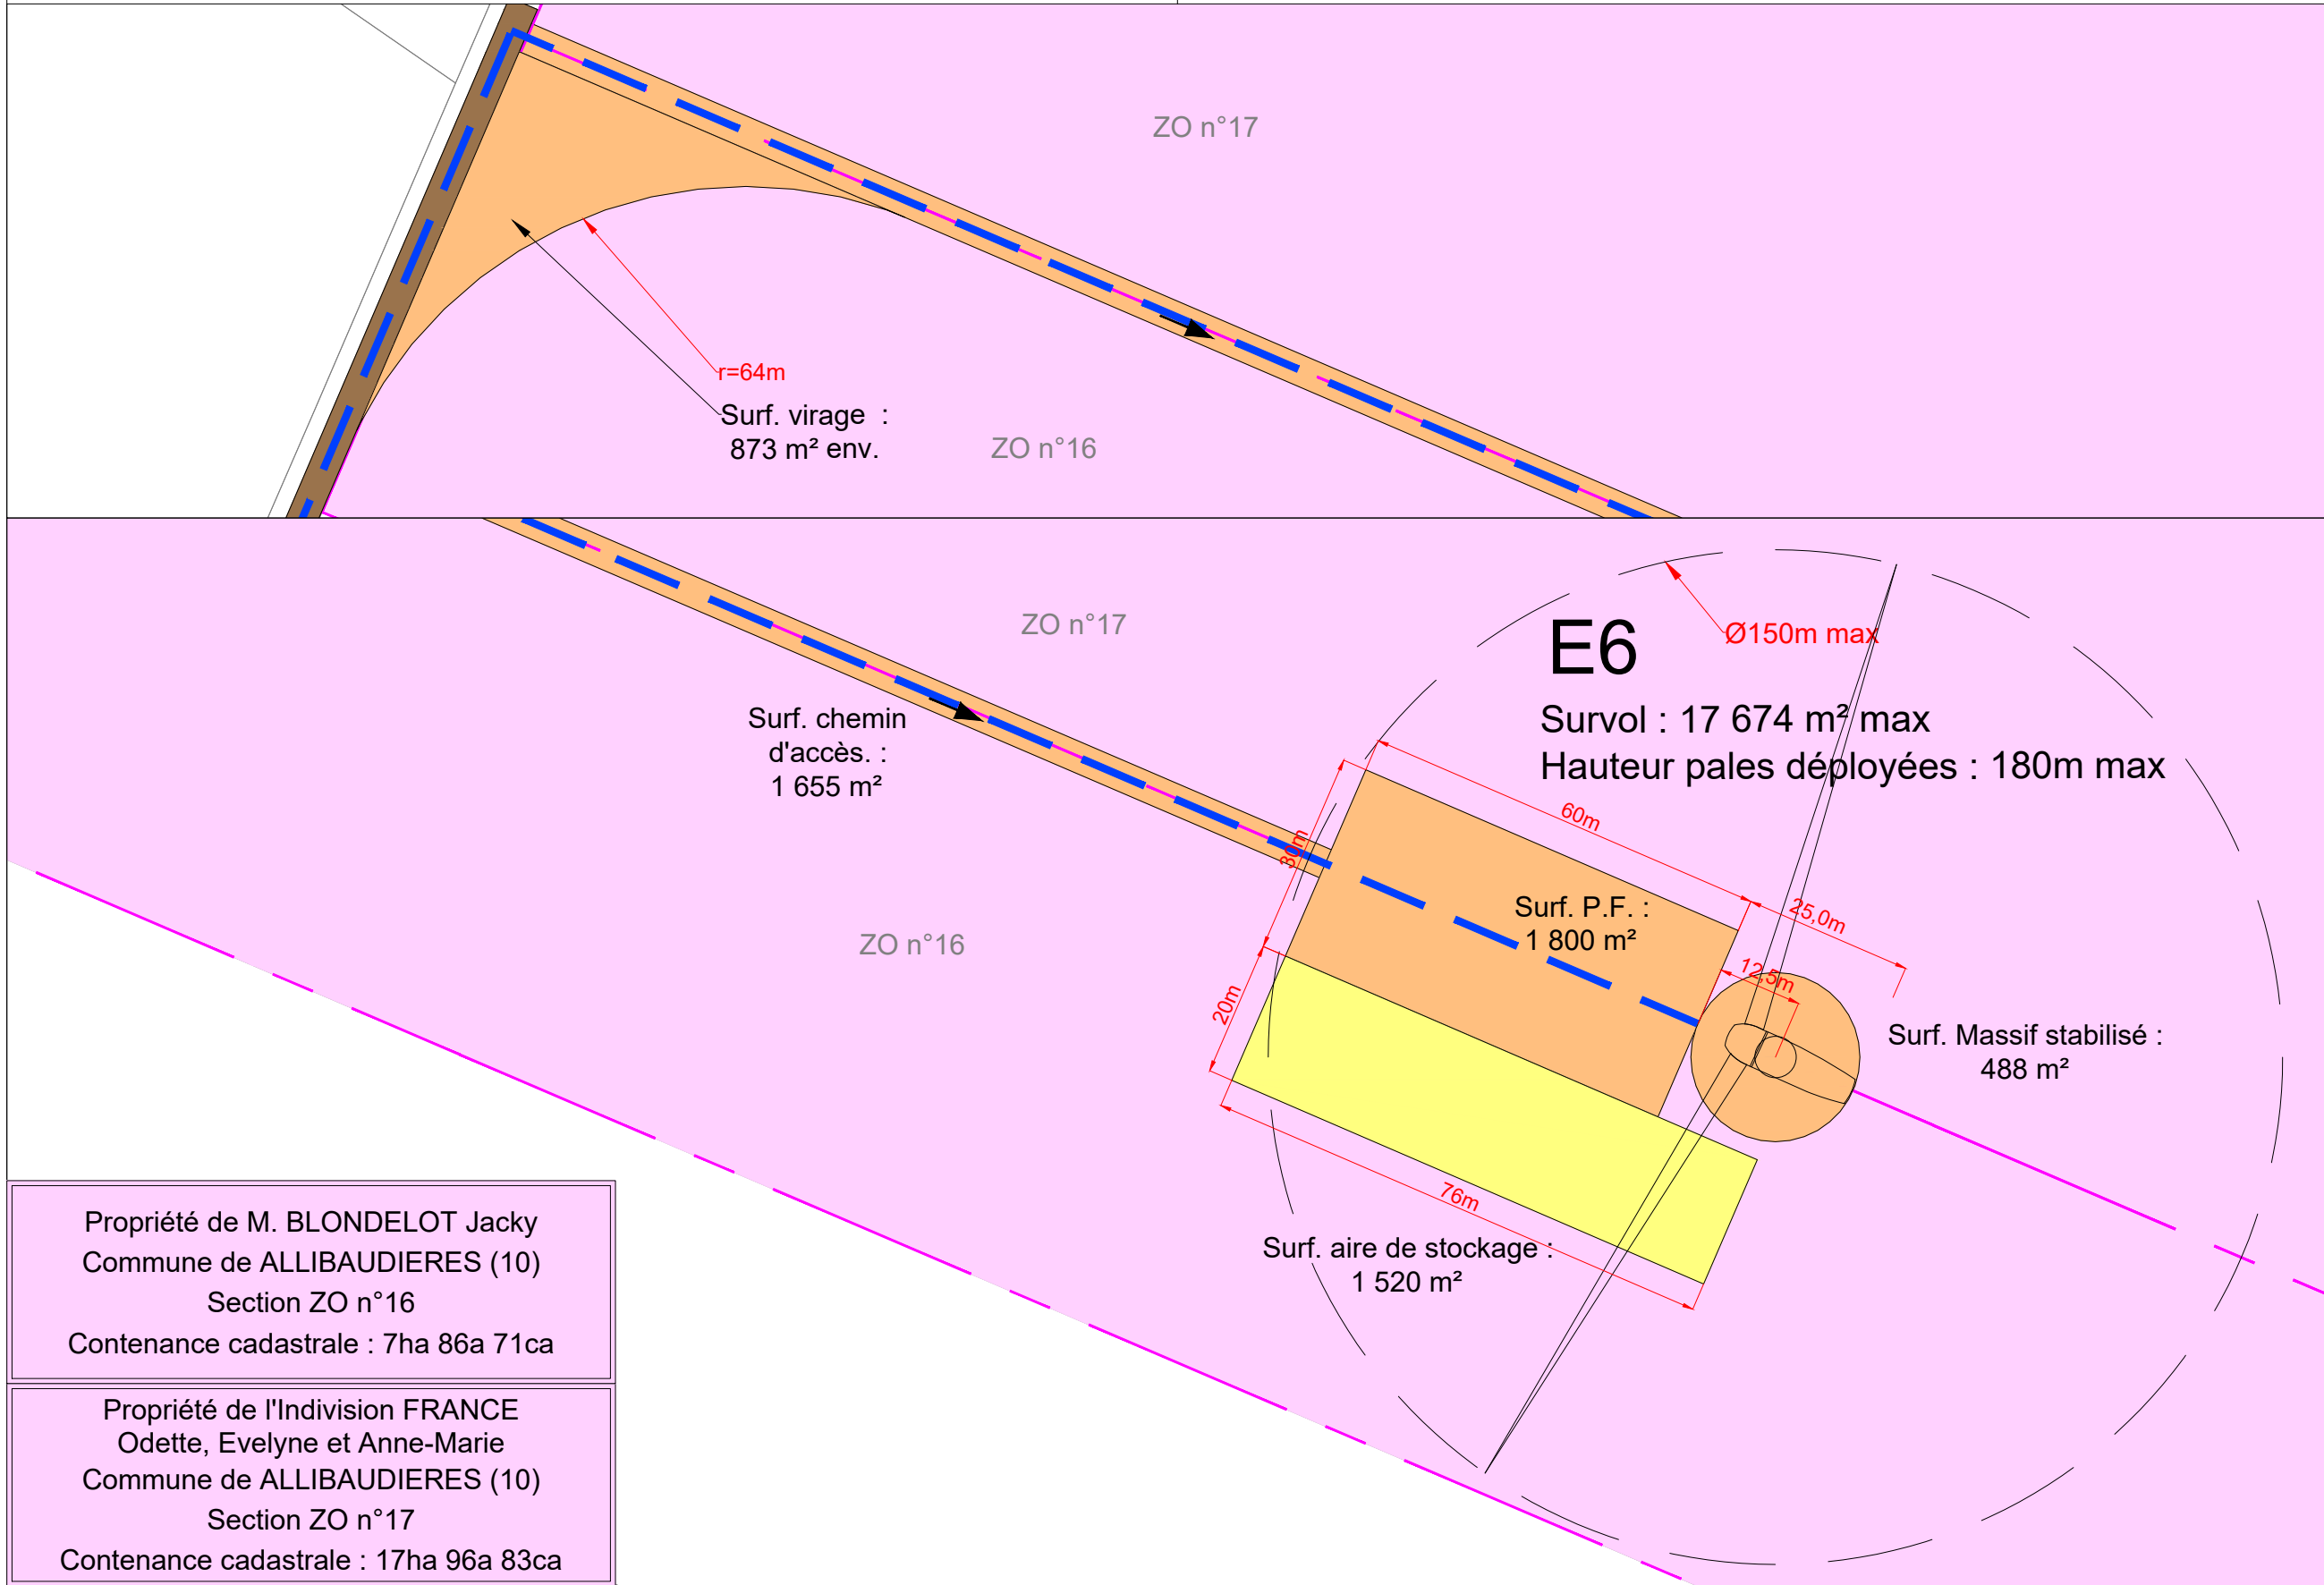 ZO n°17
r=64m
Surf. virage :
873 m² env.
ZO n°16
ZO n°17
E6
Ø150m max
Survol : 17 674 m² max
Hauteur pales déployées : 180m max
Surf. chemin
d'accès. :
1 655 m²
60m
30m
Surf. P.F. :
1 800 m²
25,0m
12,5m
ZO n°16
20m
Surf. Massif stabilisé :
488 m²
76m
Surf. aire de stockage :
1 520 m²
Propriété de M. BLONDELOT Jacky
Commune de ALLIBAUDIERES (10)
Section ZO n°16
Contenance cadastrale : 7ha 86a 71ca
Propriété de l'Indivision FRANCE
Odette, Evelyne et Anne-Marie
Commune de ALLIBAUDIERES (10)
Section ZO n°17
Contenance cadastrale : 17ha 96a 83ca